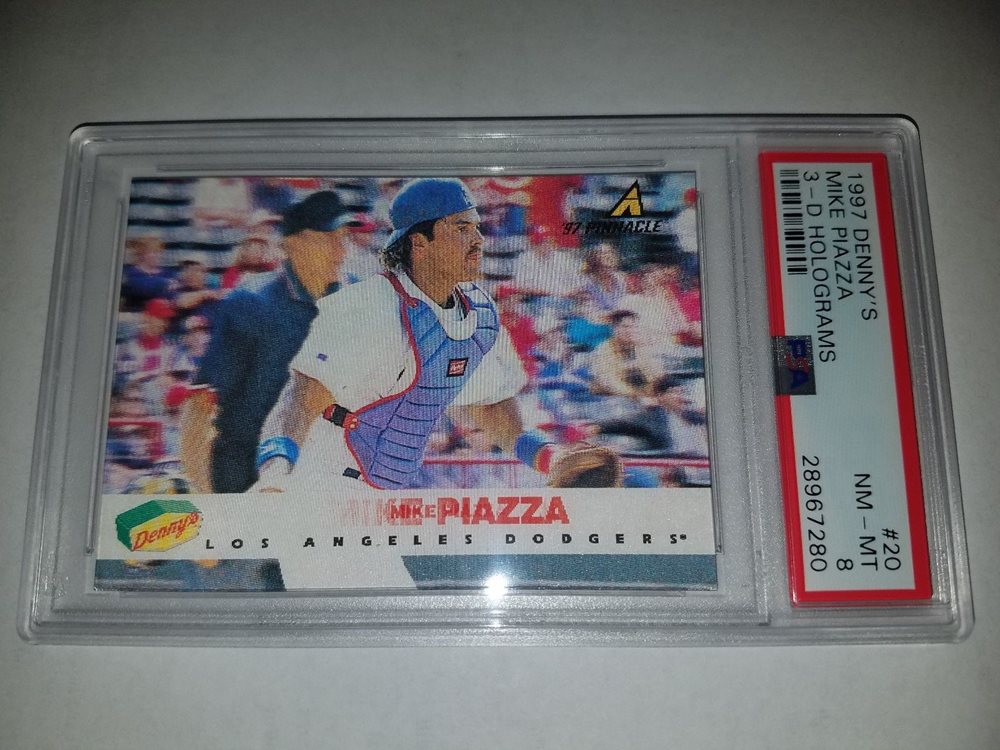 '97 PINNACLE
MIKE PIAZZA
Denny's
LOS ANGELES DODGERS
1997 DENNY'S #20
MIKE PIAZZA NM-MT
3-D HOLOGRAMS 8
28967280